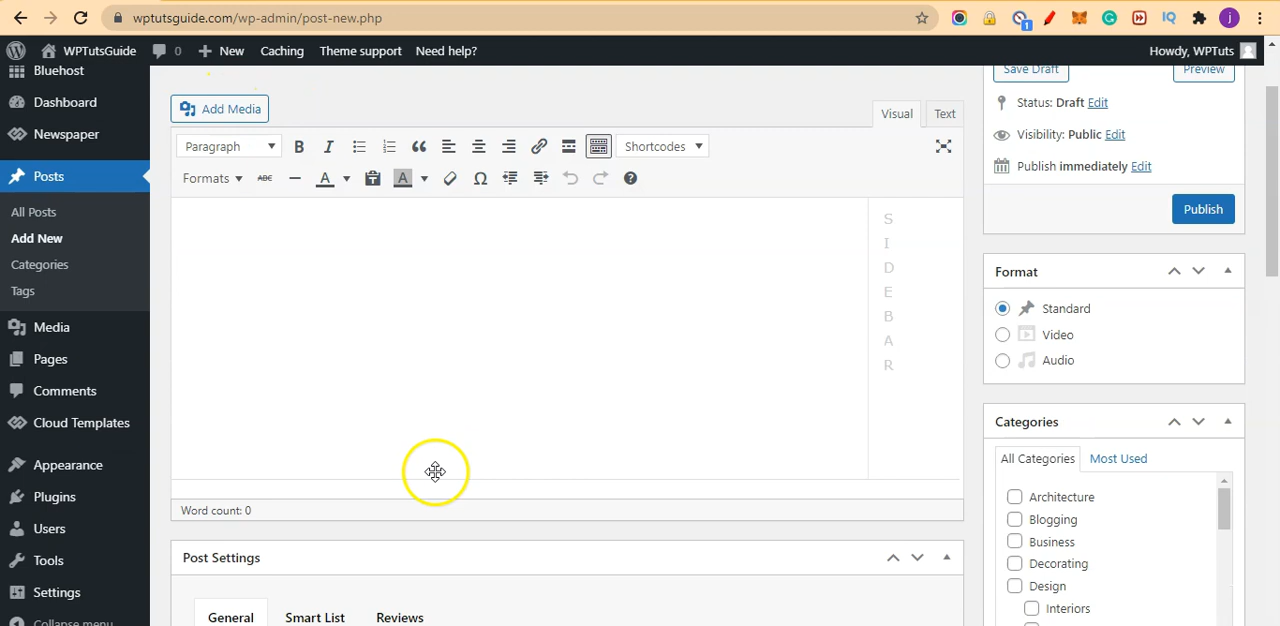 wptutsguide.com/wp-admin/post-new.php
1
j
WPTutsGuide 0 New Caching Theme support Need help? Howdy, WPTuts
Bluehost
Dashboard
Newspaper
Posts
All Posts
Add New
Categories
Tags
Media
Pages
Comments
Cloud Templates
Appearance
Plugins
Users
Tools
Settings
Collapse menu
Add Media
Visual Text
Paragraph B I Shortcodes
Formats ABC A A Ω
S
I
D
E
B
A
R
Word count: 0
Post Settings
General Smart List Reviews
Save Draft Preview
Status: Draft Edit
Visibility: Public Edit
Publish immediately Edit
Publish
Format
Standard
Video
Audio
Categories
All Categories Most Used
Architecture
Blogging
Business
Decorating
Design
Interiors